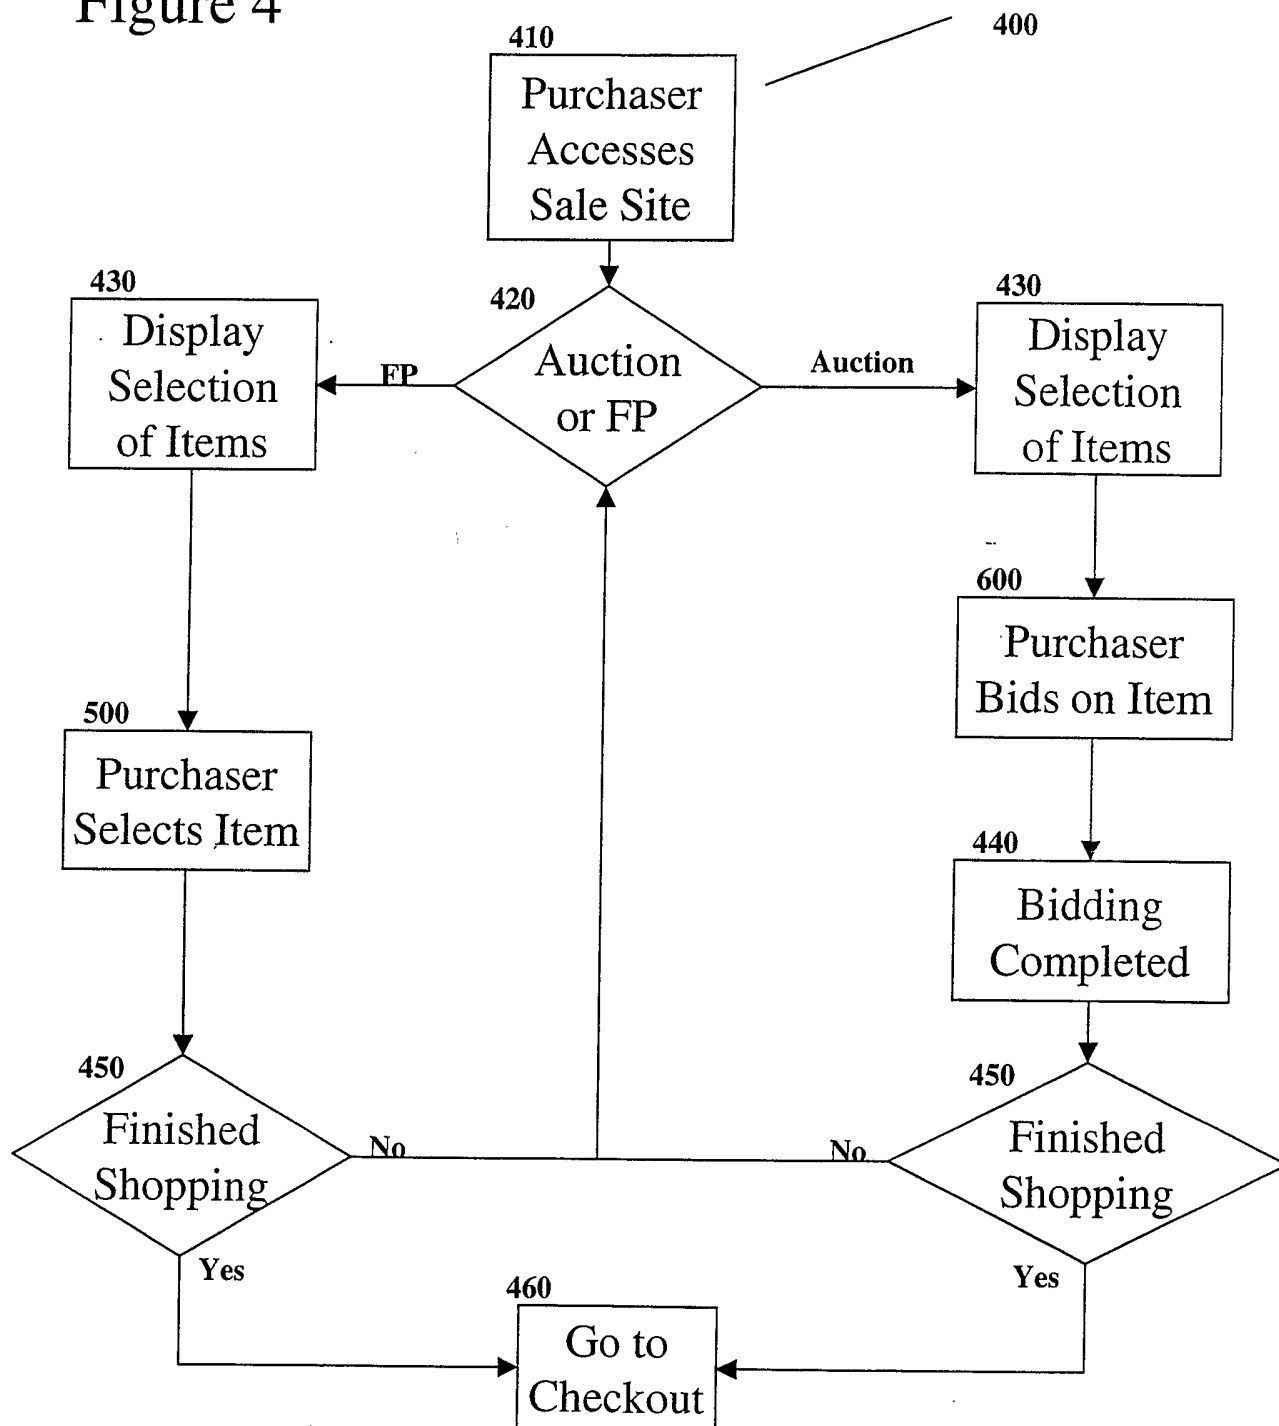 Figure 4
400
410
Purchaser
Accesses
Sale Site
420
Auction
or FP
FP
Auction
430
Display
Selection
of Items
430
Display
Selection
of Items
500
Purchaser
Selects Item
600
Purchaser
Bids on Item
440
Bidding
Completed
450
Finished
Shopping
No
Yes
450
Finished
Shopping
No
Yes
460
Go to
Checkout